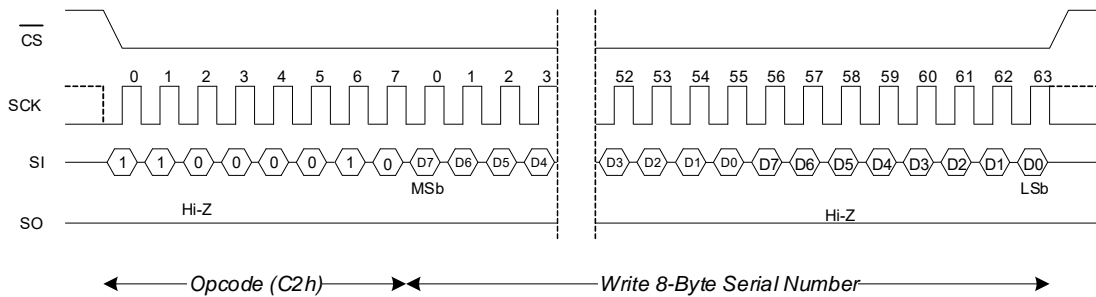 CS
0 1 2 3 4 5 6 7 0 1 2 3 52 53 54 55 56 57 58 59 60 61 62 63
SCK
SI 1 1 0 0 0 0 1 0 D7 D6 D5 D4 D3 D2 D1 D0 D7 D6 D5 D4 D3 D2 D1 D0
MSb LSb
Hi-Z Hi-Z
SO
Opcode (C2h) Write 8-Byte Serial Number